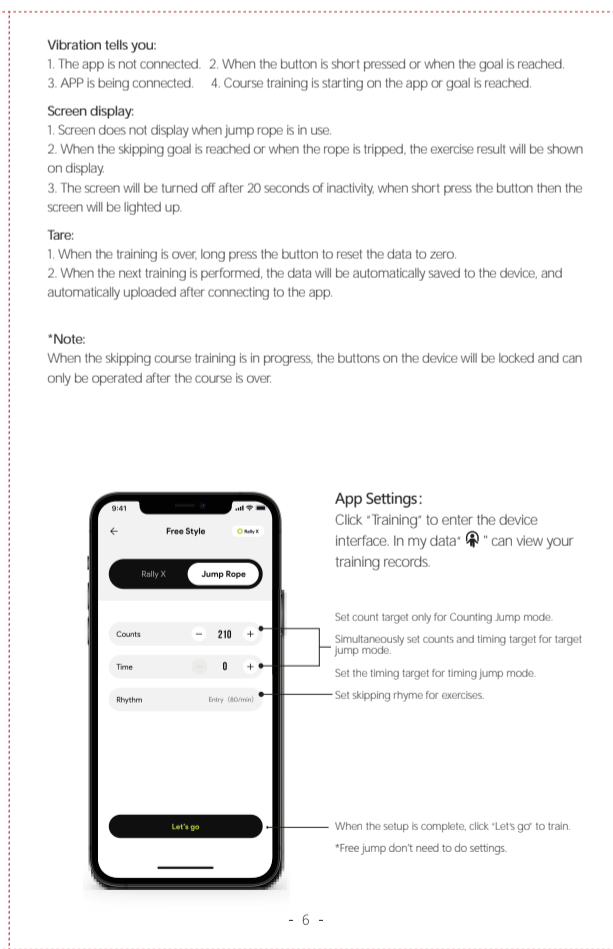 Vibration tells you:
1. The app is not connected. 2. When the button is short pressed or when the goal is reached.
3. APP is being connected. 4. Course training is starting on the app or goal is reached.
Screen display:
1. Screen does not display when jump rope is in use.
2. When the skipping goal is reached or when the rope is tripped, the exercise result will be shown
on display.
3. The screen will be turned off after 20 seconds of inactivity, when short press the button then the
screen will be lighted up.
Tare:
1. When the training is over, long press the button to reset the data to zero.
2. When the next training is performed, the data will be automatically saved to the device, and
automatically uploaded after connecting to the app.
*Note:
When the skipping course training is in progress, the buttons on the device will be locked and can
only be operated after the course is over.
9:41
Free Style
Rally X
Rally X
Jump Rope
Counts
− 210 +
Time
− 0 +
Rhythm
Entry (80/min)
Let's go
App Settings:
Click "Training" to enter the device
interface. In my data" " can view your
training records.
Set count target only for Counting Jump mode.
Simultaneously set counts and timing target for target
jump mode.
Set the timing target for timing jump mode.
Set skipping rhyme for exercises.
When the setup is complete, click "Let's go" to train.
*Free jump don't need to do settings.
- 6 -